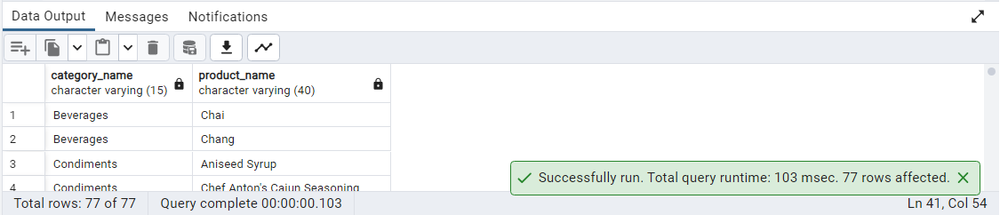 Data Output Messages Notifications
category_name product_name
character varying (15) character varying (40)
1 Beverages Chai
2 Beverages Chang
3 Condiments Aniseed Syrup
4 Condiments Chef Anton's Cajun Seasoning
Successfully run. Total query runtime: 103 msec. 77 rows affected.
Total rows: 77 of 77 Query complete 00:00:00.103 Ln 41, Col 54